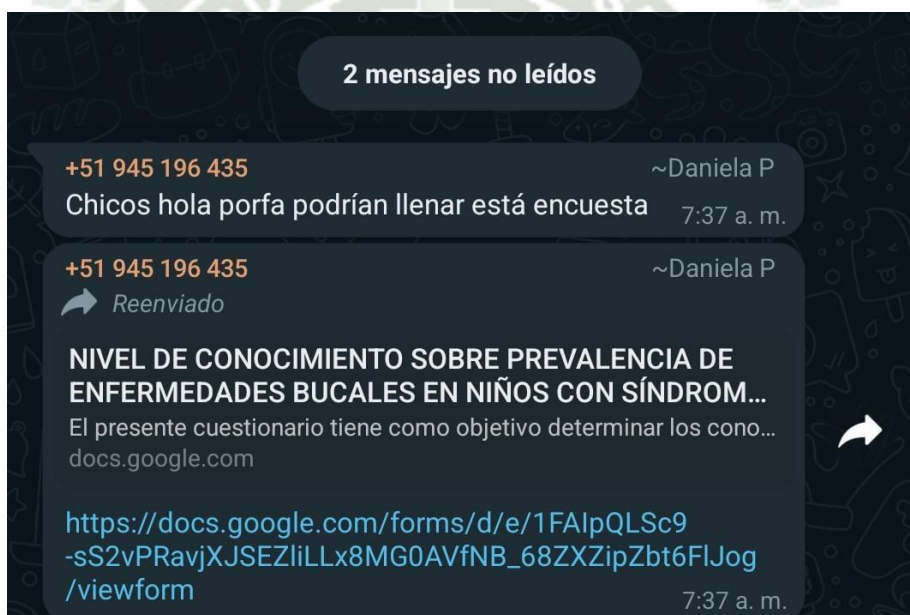 2 mensajes no leídos
+51 945 196 435 ~Daniela P
Chicos hola porfa podrían llenar está encuesta 7:37 a. m.
+51 945 196 435 ~Daniela P
Reenviado
NIVEL DE CONOCIMIENTO SOBRE PREVALENCIA DE
ENFERMEDADES BUCALES EN NIÑOS CON SÍNDROM...
El presente cuestionario tiene como objetivo determinar los cono...
docs.google.com
https://docs.google.com/forms/d/e/1FAIpQLSc9
-sS2vPRavjXJSEZliLLx8MG0AVfNB_68ZXZipZbt6FlJog
/viewform
7:37 a. m.